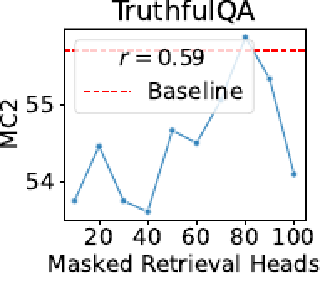 TruthfulQA
r = 0.59
Baseline
MC2
55
54
20 40 60 80 100
Masked Retrieval Heads